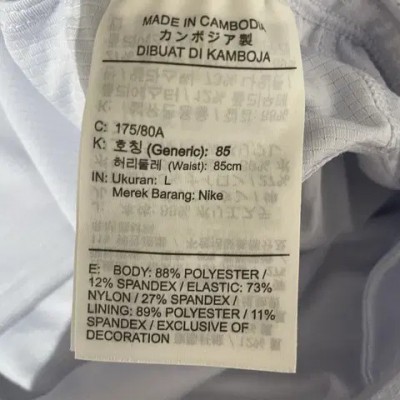 MADE IN CAMBODIA
カンボジア製
DIBUAT DI KAMBOJA
C: 175/80A
K: 호칭 (Generic): 85
허리둘레 (Waist): 85cm
IN: Ukuran: L
Merek Barang: Nike
E: BODY: 88% POLYESTER /
12% SPANDEX / ELASTIC: 73%
NYLON / 27% SPANDEX /
LINING: 89% POLYESTER / 11%
SPANDEX / EXCLUSIVE OF
DECORATION